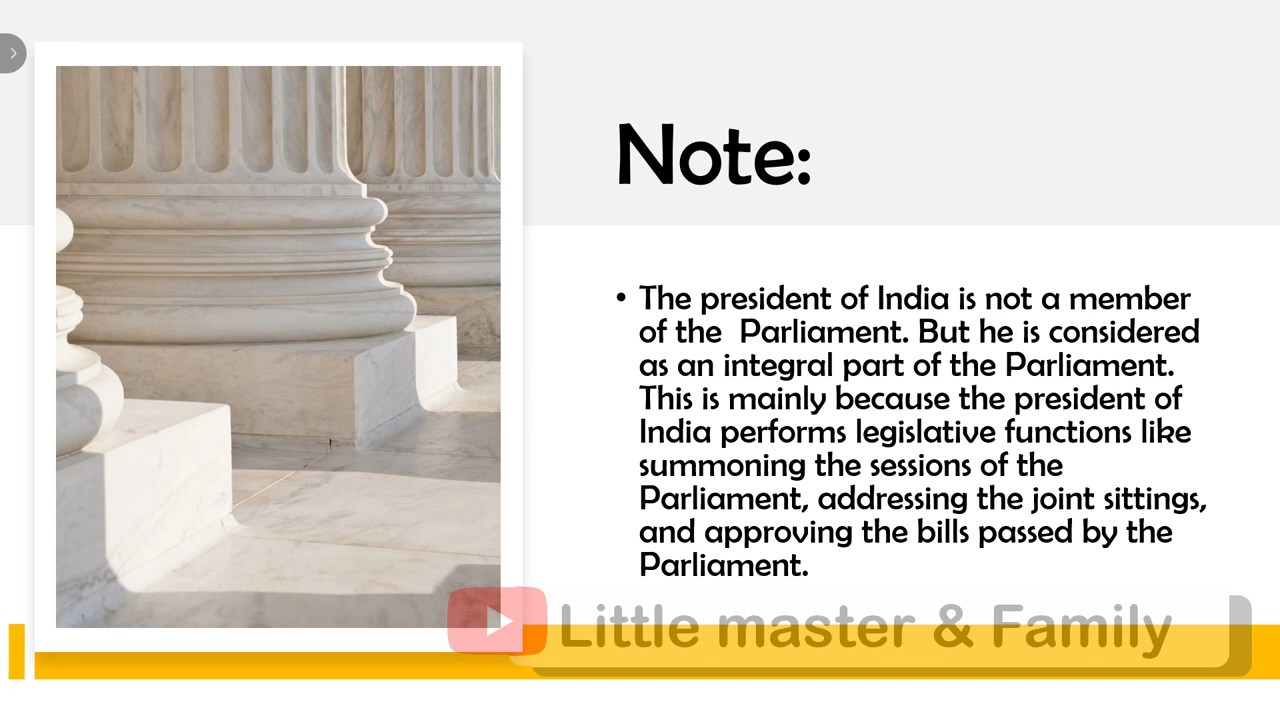 Note:
• The president of India is not a member
of the  Parliament. But he is considered
as an integral part of the Parliament.
This is mainly because the president of
India performs legislative functions like
summoning the sessions of the
Parliament, addressing the joint sittings,
and approving the bills passed by the
Parliament.
Little master & Family